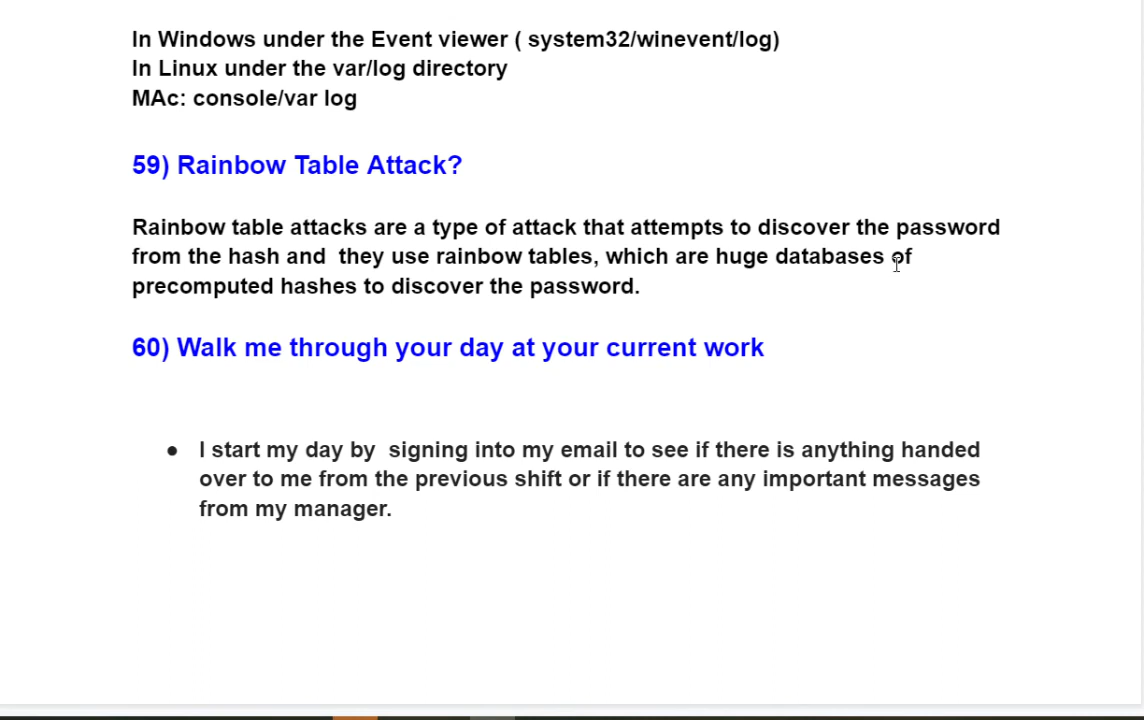 In Windows under the Event viewer ( system32/winevent/log)
In Linux under the var/log directory
MAc: console/var log
59) Rainbow Table Attack?
Rainbow table attacks are a type of attack that attempts to discover the password
from the hash and  they use rainbow tables, which are huge databases of
precomputed hashes to discover the password.
60) Walk me through your day at your current work
● I start my day by  signing into my email to see if there is anything handed
over to me from the previous shift or if there are any important messages
from my manager.